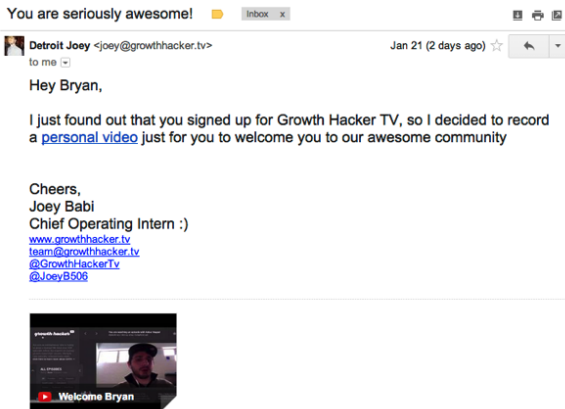 You are seriously awesome!
Inbox x
Detroit Joey <joey@growthhacker.tv>
Jan 21 (2 days ago)
to me
Hey Bryan,
I just found out that you signed up for Growth Hacker TV, so I decided to record
a personal video just for you to welcome you to our awesome community
Cheers,
Joey Babi
Chief Operating Intern :)
www.growthhacker.tv
team@growthhacker.tv
@GrowthHackerTv
@JoeyB506
growth hacker
Welcome Bryan